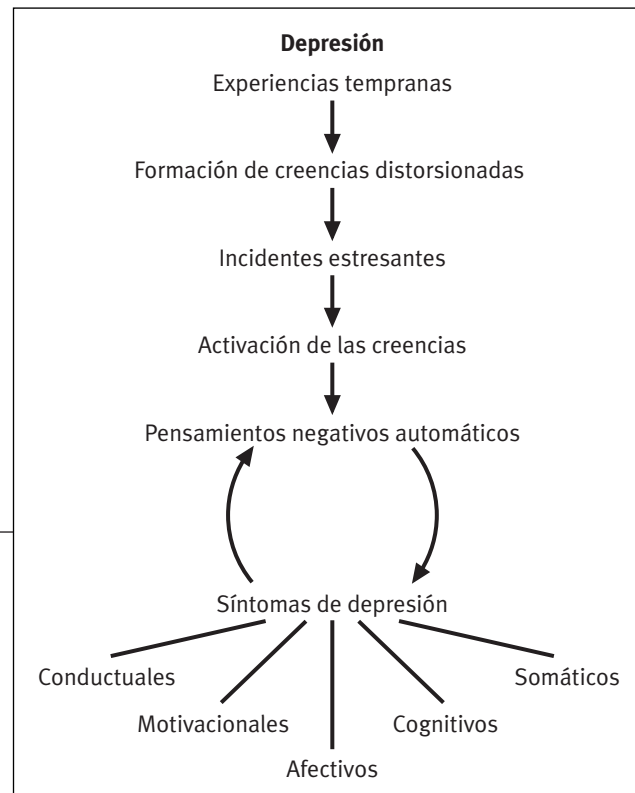 Depresión
Experiencias tempranas
Formación de creencias distorsionadas
Incidentes estresantes
Activación de las creencias
Pensamientos negativos automáticos
Síntomas de depresión
Conductuales
Somáticos
Motivacionales
Cognitivos
Afectivos